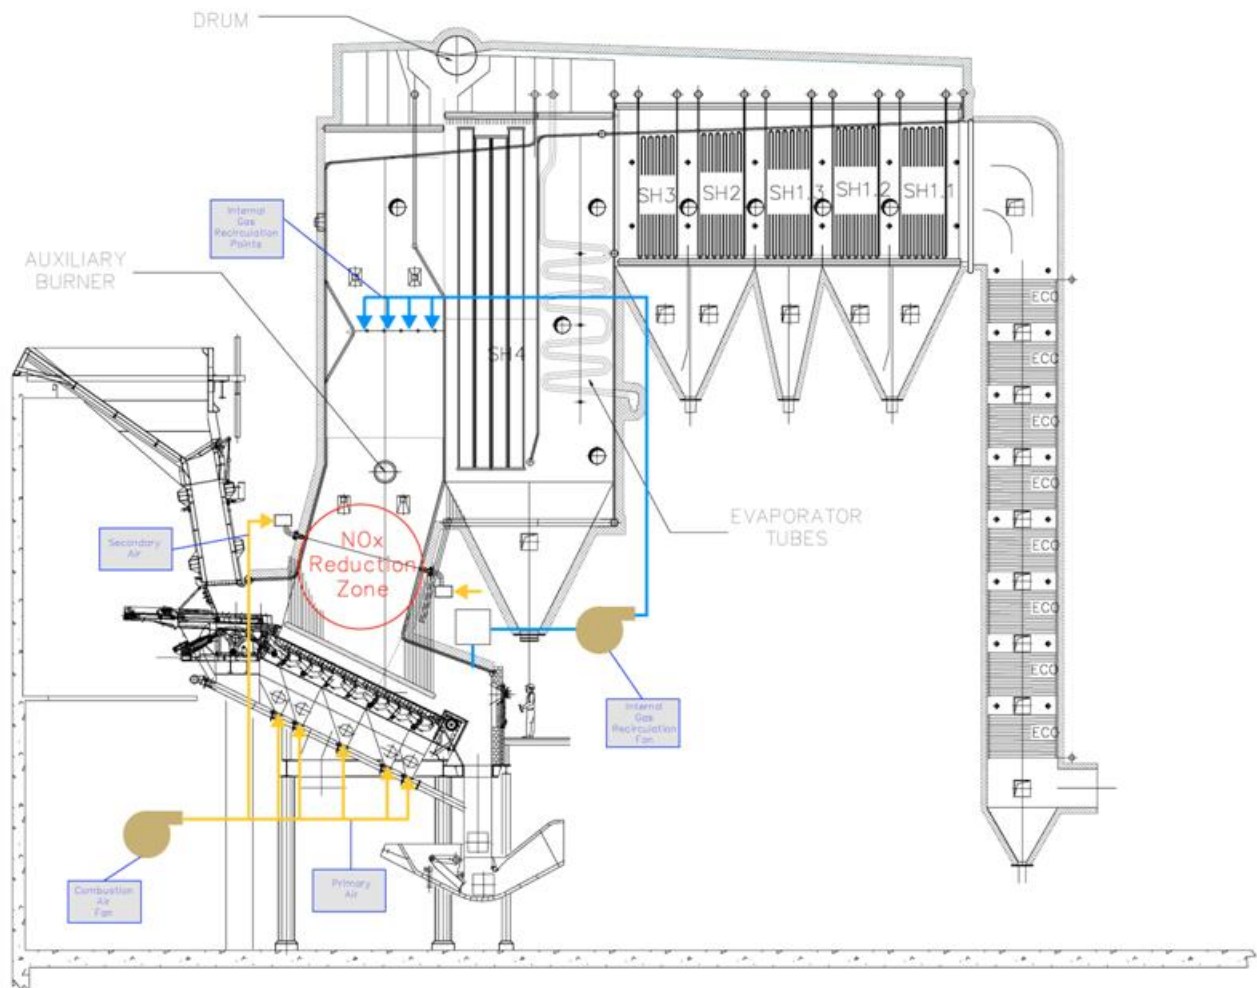 DRUM
SH3
SH2
SH1.3
SH1.2
SH1.1
Internal
Gas
Recirculation
Points
AUXILIARY
BURNER
ECO
ECO
SH4
ECO
ECO
EVAPORATOR
TUBES
NOx
Reduction
Zone
Secondary
Air
ECO
ECO
ECO
Internal
Gas
Recirculation
Fan
ECO
Combustion
Air
Fan
Primary
Air